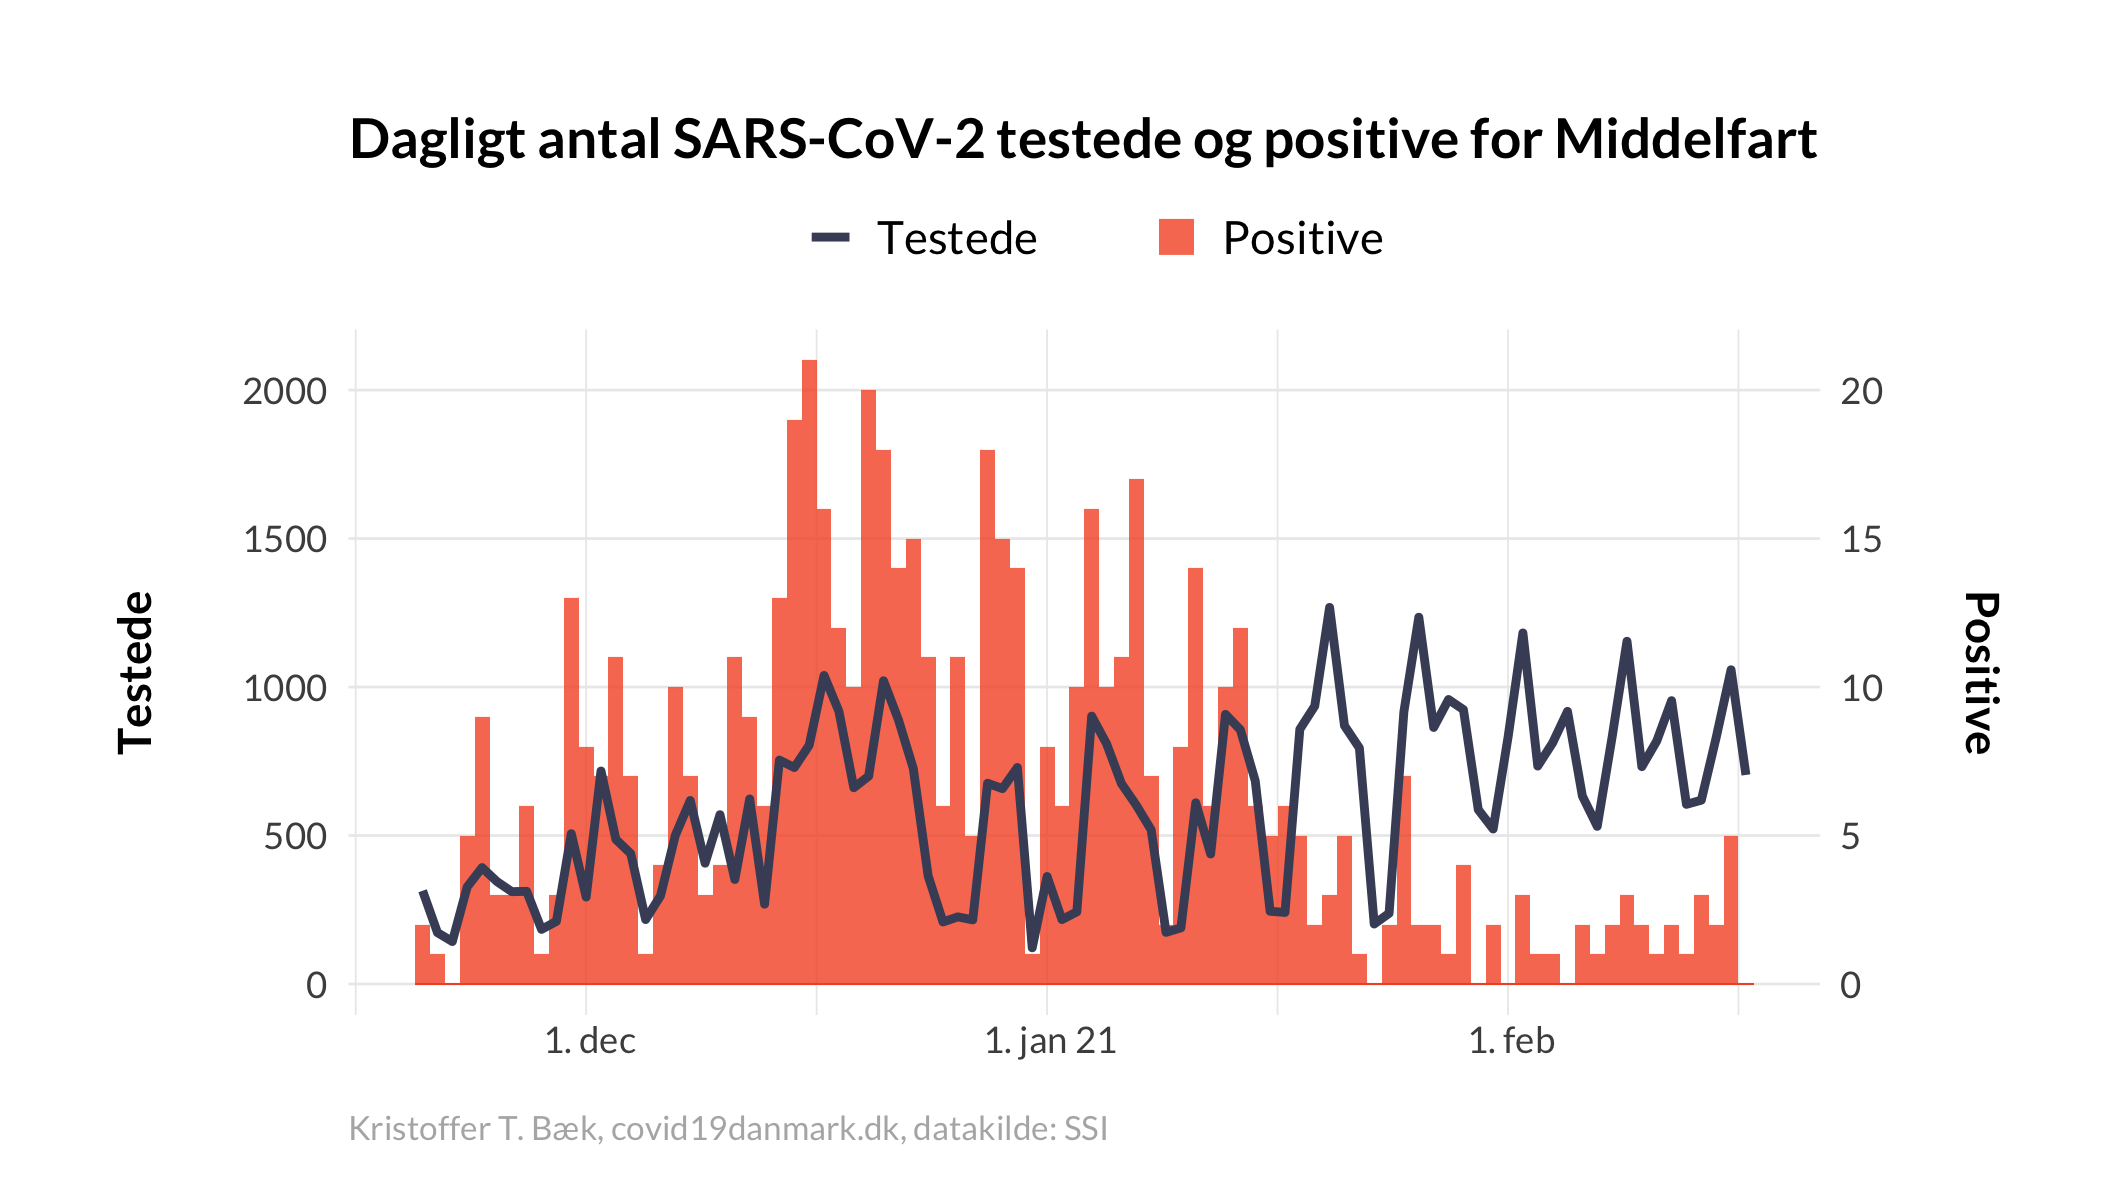 Dagligt antal SARS-CoV-2 testede og positive for Middelfart
Testede
Positive
2000
1500
1000
500
0
Testede
20
15
10
5
0
Positive
1. dec
1. jan 21
1. feb
Kristoffer T. Bæk, covid19danmark.dk, datakilde: SSI